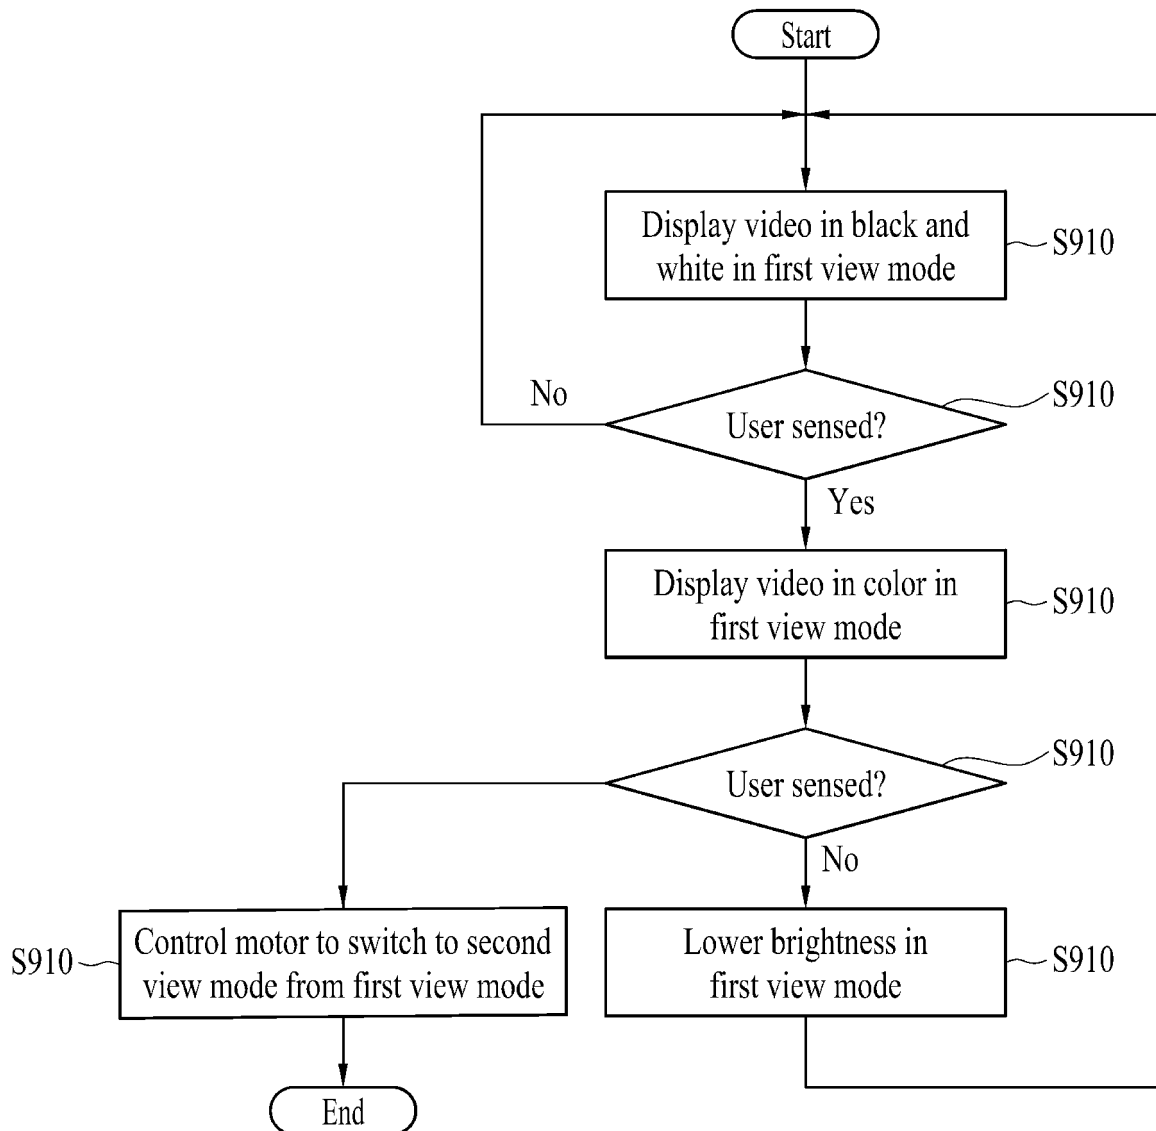 Start
Display video in black and
white in first view mode
S910
No
User sensed?
S910
Yes
Display video in color in
first view mode
S910
User sensed?
S910
No
S910
Control motor to switch to second
view mode from first view mode
Lower brightness in
first view mode
S910
End